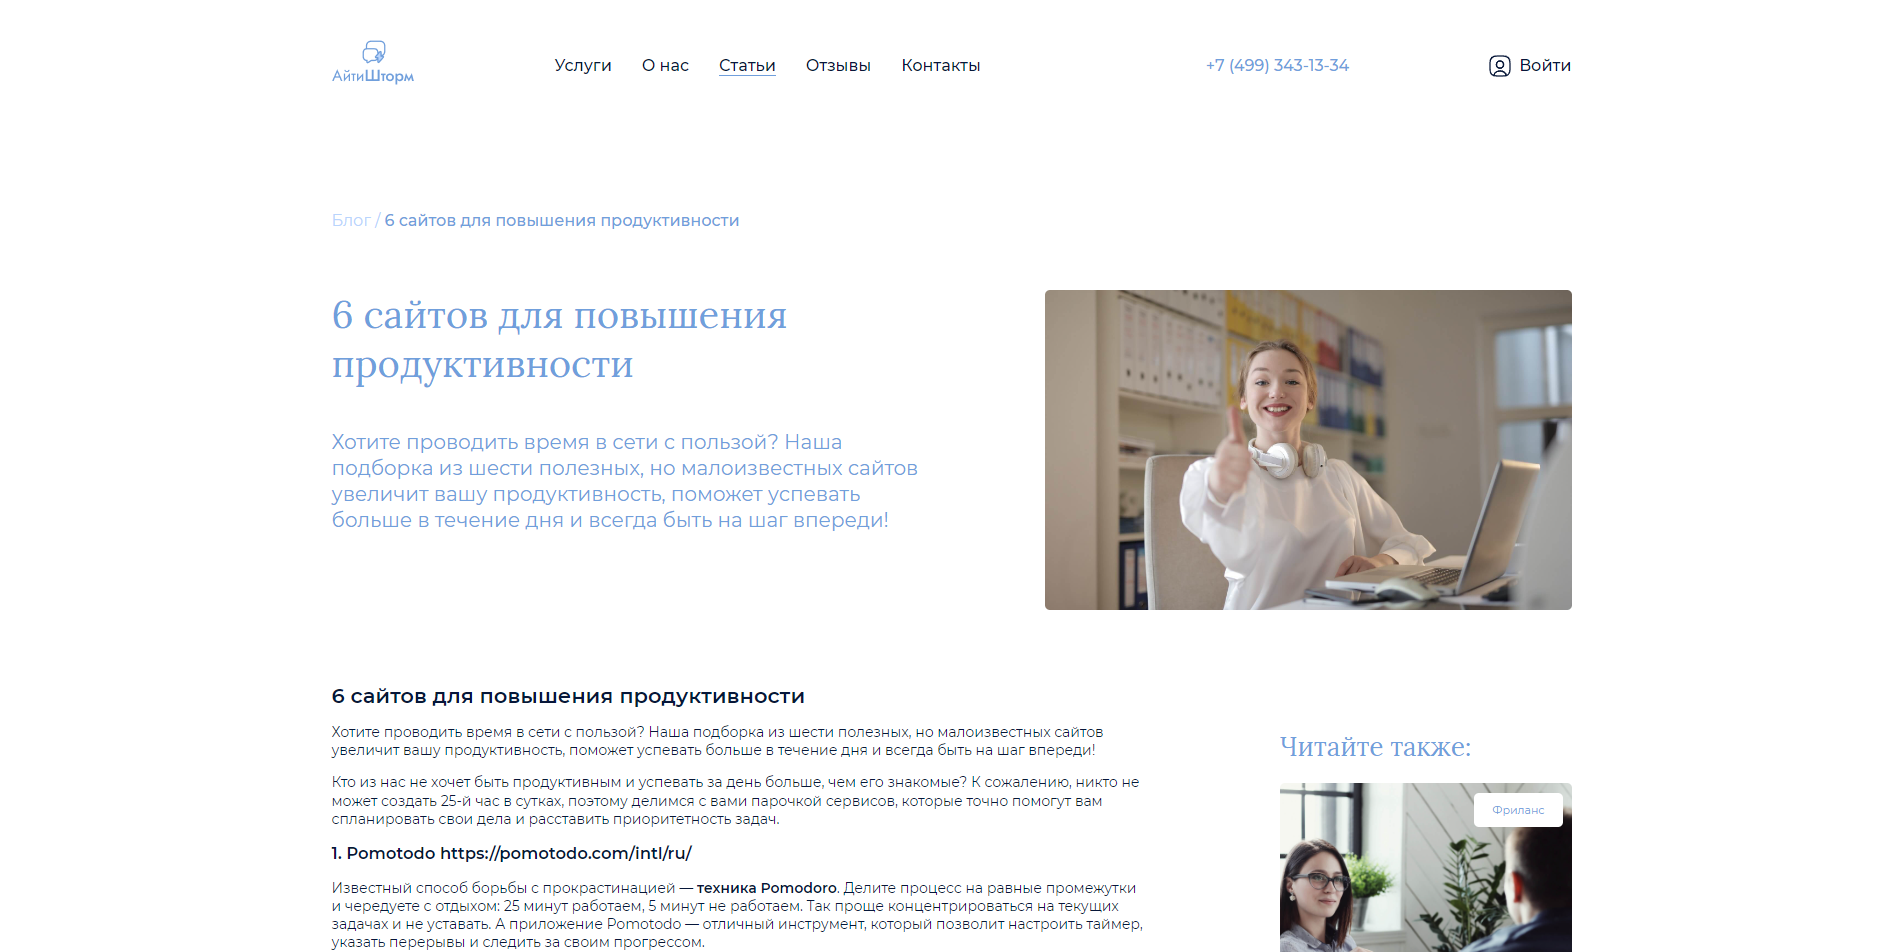 АйтиШторм
Услуги
О нас
Статьи
Отзывы
Контакты
+7 (499) 343-13-34
Войти
Блог / 6 сайтов для повышения продуктивности
6 сайтов для повышения
продуктивности
Хотите проводить время в сети с пользой? Наша
подборка из шести полезных, но малоизвестных сайтов
увеличит вашу продуктивность, поможет успевать
больше в течение дня и всегда быть на шаг впереди!
6 сайтов для повышения продуктивности
Хотите проводить время в сети с пользой? Наша подборка из шести полезных, но малоизвестных сайтов
увеличит вашу продуктивность, поможет успевать больше в течение дня и всегда быть на шаг впереди!
Кто из нас не хочет быть продуктивным и успевать за день больше, чем его знакомые? К сожалению, никто не
может создать 25-й час в сутках, поэтому делимся с вами парочкой сервисов, которые точно помогут вам
спланировать свои дела и расставить приоритетность задач.
1. Pomotodo https://pomotodo.com/intl/ru/
Известный способ борьбы с прокрастинацией — техника Pomodoro. Делите процесс на равные промежутки
и чередуете с отдыхом: 25 минут работаем, 5 минут не работаем. Так проще концентрироваться на текущих
задачах и не уставать. А приложение Pomotodo — отличный инструмент, который позволит настроить таймер,
указать перерывы и следить за своим прогрессом.
Читайте также:
Фриланс